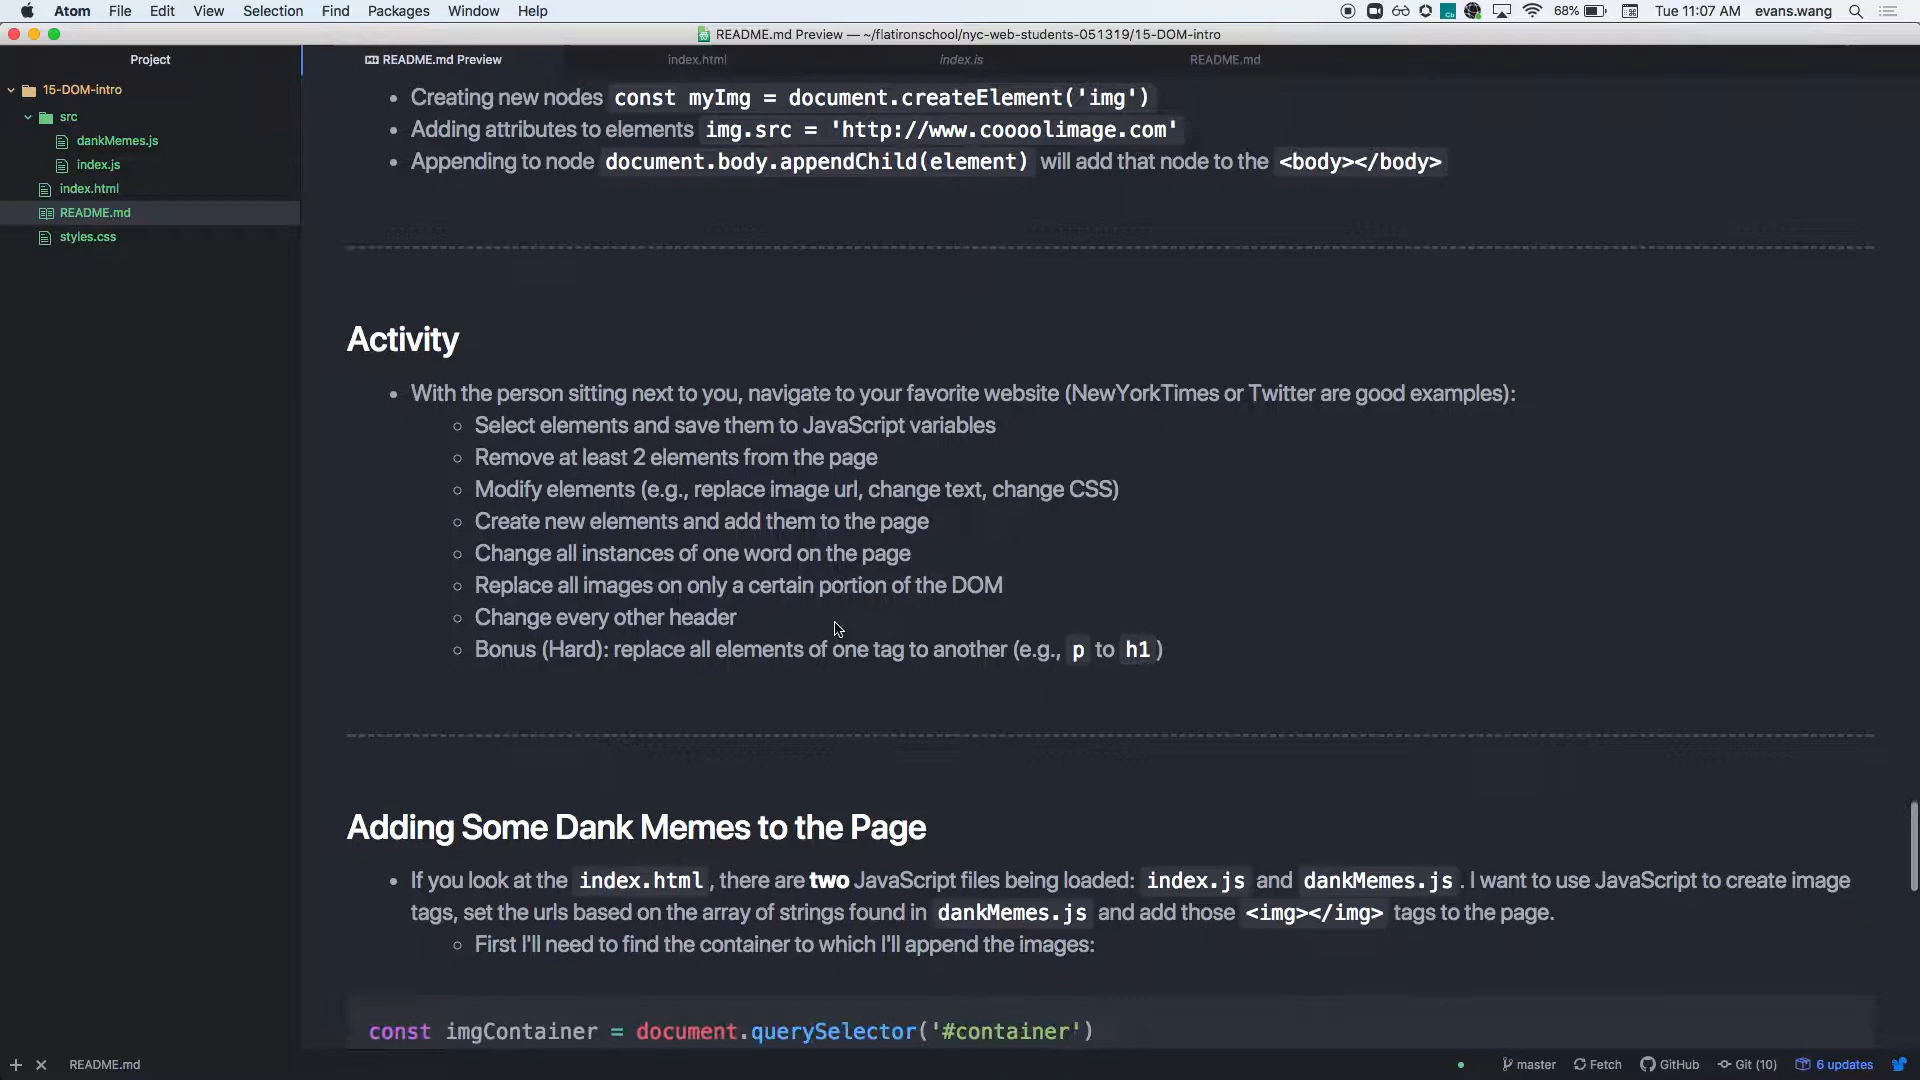 Atom File Edit View Selection Find Packages Window Help 68% Tue 11:07 AM evans.wang
README.md Preview — ~/flatironschool/nyc-web-students-051319/15-DOM-intro
Project README.md Preview index.html index.js README.md
15-DOM-intro
src
dankMemes.js
index.js
index.html
README.md
styles.css
Creating new nodes const myImg = document.createElement('img')
Adding attributes to elements img.src = 'http://www.coooolimage.com'
Appending to node document.body.appendChild(element) will add that node to the <body></body>
Activity
With the person sitting next to you, navigate to your favorite website (NewYorkTimes or Twitter are good examples):
Select elements and save them to JavaScript variables
Remove at least 2 elements from the page
Modify elements (e.g., replace image url, change text, change CSS)
Create new elements and add them to the page
Change all instances of one word on the page
Replace all images on only a certain portion of the DOM
Change every other header
Bonus (Hard): replace all elements of one tag to another (e.g., p to h1)
Adding Some Dank Memes to the Page
If you look at the index.html, there are two JavaScript files being loaded: index.js and dankMemes.js. I want to use JavaScript to create image
tags, set the urls based on the array of strings found in dankMemes.js and add those <img></img> tags to the page.
First I'll need to find the container to which I'll append the images:
const imgContainer = document.querySelector('#container')
README.md master Fetch GitHub Git (10) 6 updates